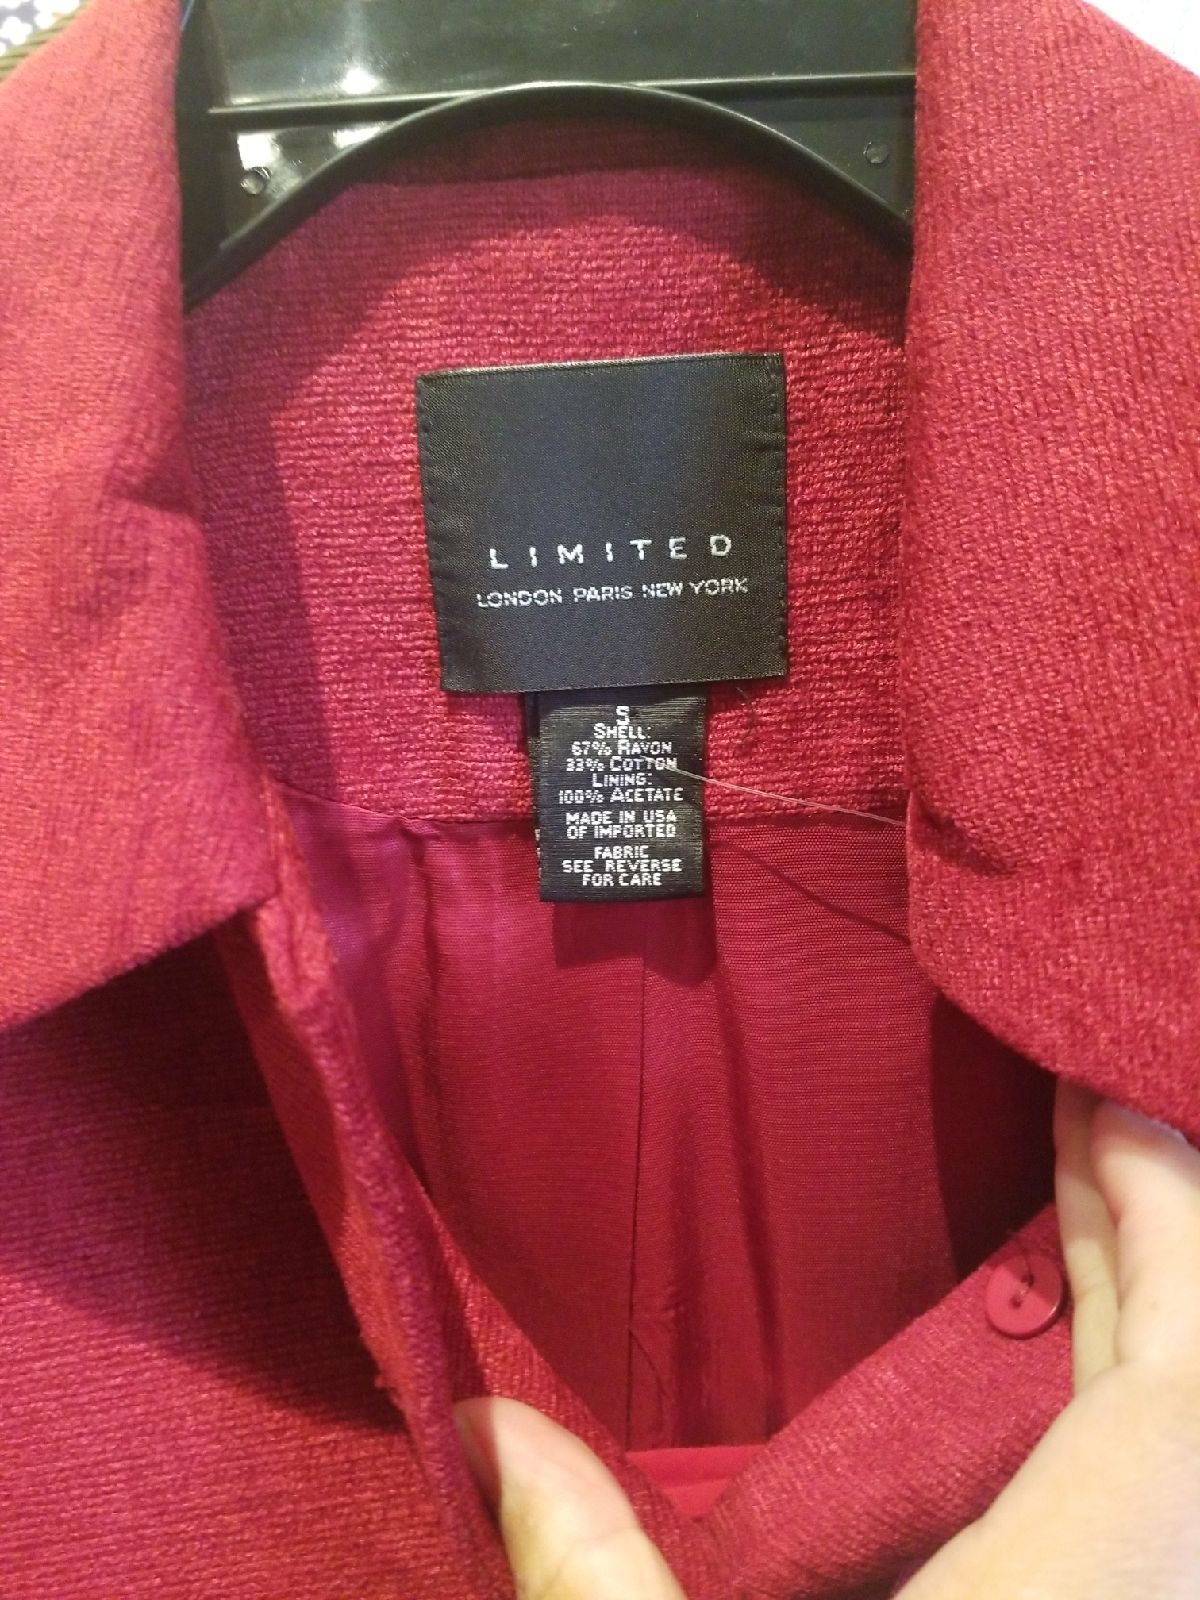 LIMITED
LONDON PARIS NEW YORK
S
SHELL:
67% RAYON
33% COTTON
LINING:
100% ACETATE
MADE IN USA
OF IMPORTED
FABRIC
SEE REVERSE
FOR CARE